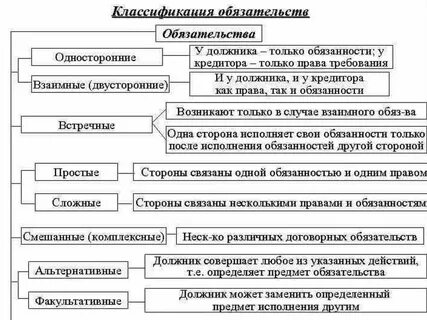 Классификация обязательств
Обязательства
Односторонние
У должника – только обязанности; у
кредитора – только права требования
Взаимные (двусторонние)
И у должника, и у кредитора
как права, так и обязанности
Встречные
Возникают только в случае взаимного обяз-ва
Одна сторона исполняет свои обязанности только
после исполнения обязанностей другой стороной
Простые
Стороны связаны одной обязанностью и одним правом
Сложные
Стороны связаны несколькими правами и обязанностями
Смешанные (комплексные)
Неск-ко различных договорных обязательств
Альтернативные
Должник совершает любое из указанных действий,
т.е. определяет предмет обязательства
Факультативные
Должник может заменить определенный
предмет исполнения другим